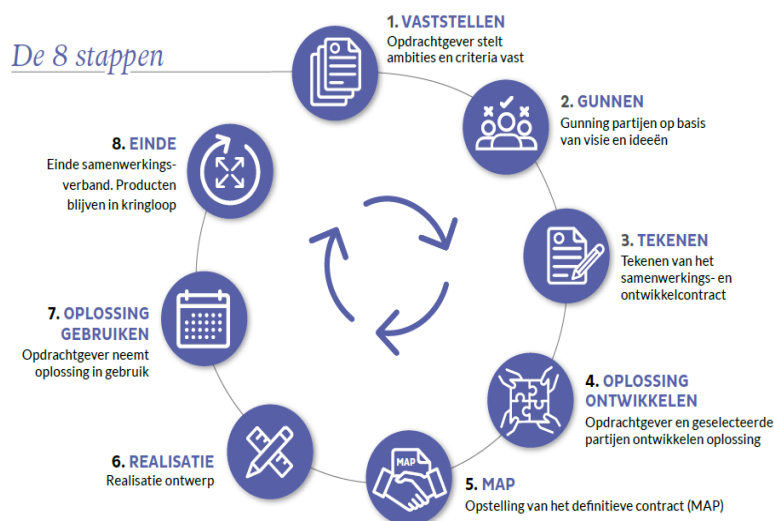 De 8 stappen
1. VASTSTELLEN
Opdrachtgever stelt
ambities en criteria vast
2. GUNNEN
Gunning partijen op basis
van visie en ideeën
3. TEKENEN
Tekenen van het
samenwerkings- en
ontwikkelcontract
4. OPLOSSING
ONTWIKKELEN
Opdrachtgever en geselecteerde
partijen ontwikkelen oplossing
MAP
5. MAP
Opstelling van het definitieve contract (MAP)
6. REALISATIE
Realisatie ontwerp
7. OPLOSSING
GEBRUIKEN
Opdrachtgever neemt
oplossing in gebruik
8. EINDE
Einde samenwerkings-
verband. Producten
blijven in kringloop